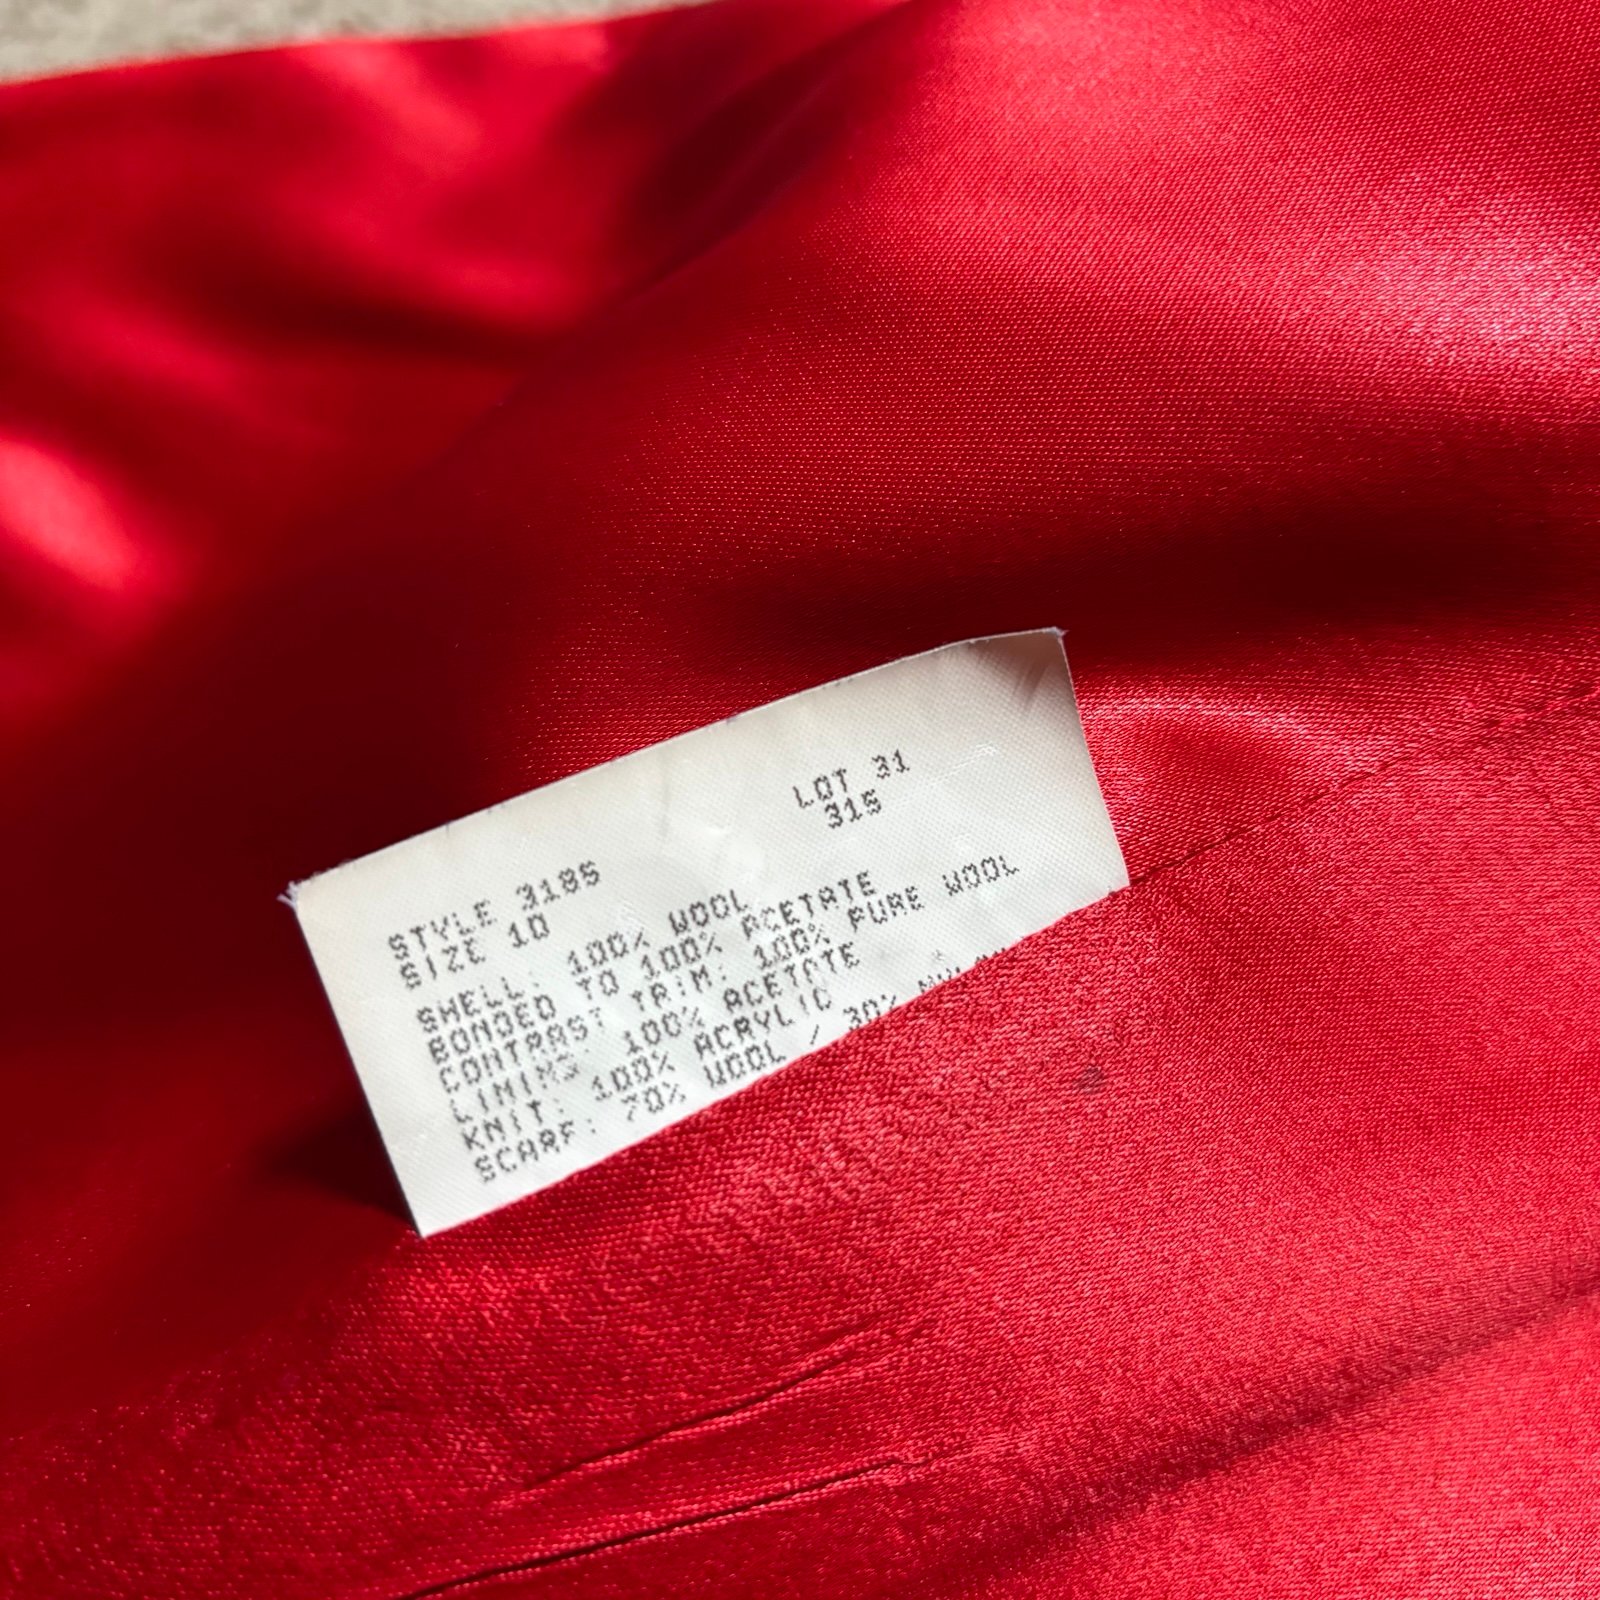 LOT 31
315
STYLE 3185
SIZE 10
SHELL: 100% WOOL
BONDED TO 100% ACETATE
CONTRAST TRIM: 100% PURE WOOL
LINING: 100% ACETATE
KNIT: 100% ACRYLIC
SCARF: 70% WOOL / 30%